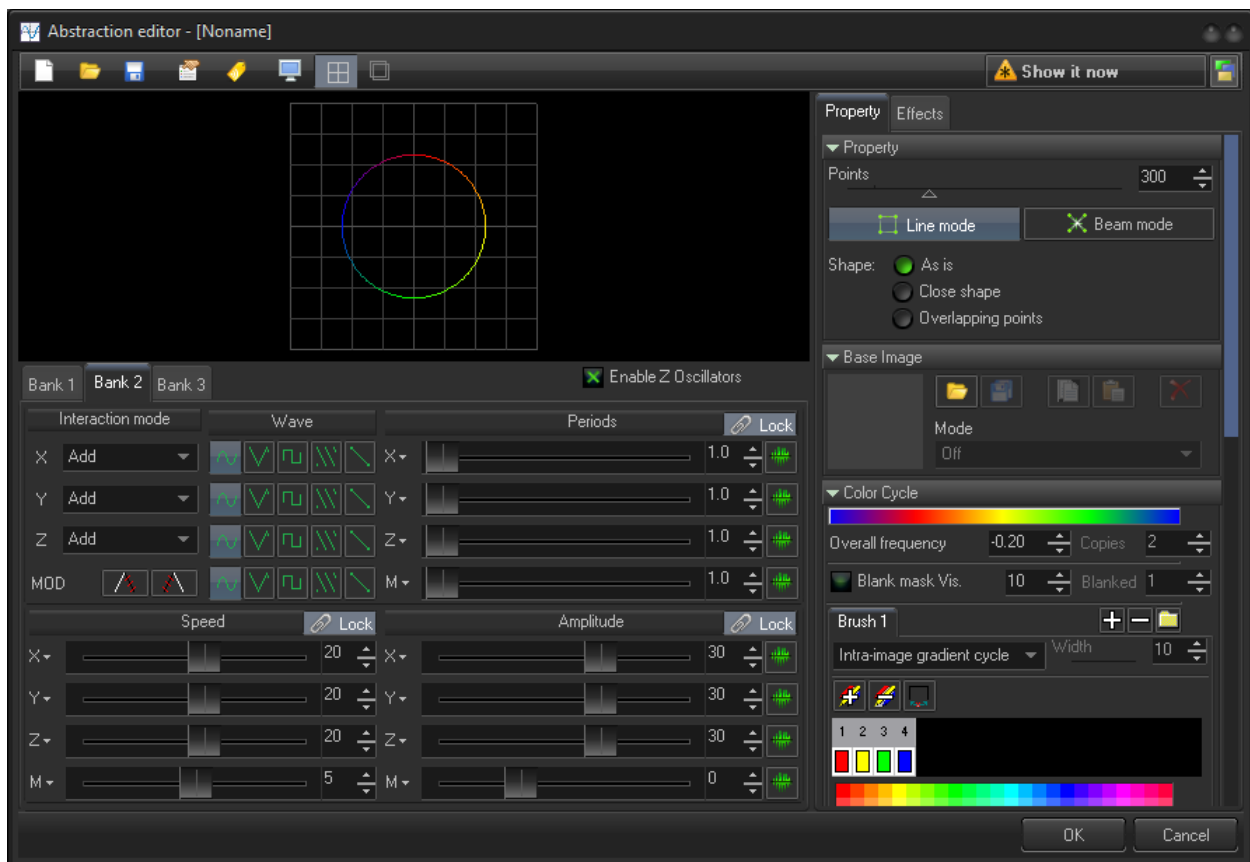 Abstraction editor - [Noname]
Show it now
Property Effects
Property
Points 300
Line mode Beam mode
Shape: As is
Close shape
Overlapping points
Base Image
Mode
Off
Bank 1 Bank 2 Bank 3 Enable Z Oscillators
Interaction mode Wave Periods Lock
X Add X 1.0
Y Add Y 1.0
Z Add Z 1.0
MOD M 1.0
Speed Lock Amplitude Lock
X 20 X 30
Y 20 Y 30
Z 20 Z 30
M 5 M 0
Color Cycle
Overall frequency -0.20 Copies 2
Blank mask Vis. 10 Blanked 1
Brush 1
Intra-image gradient cycle Width 10
1 2 3 4
OK Cancel